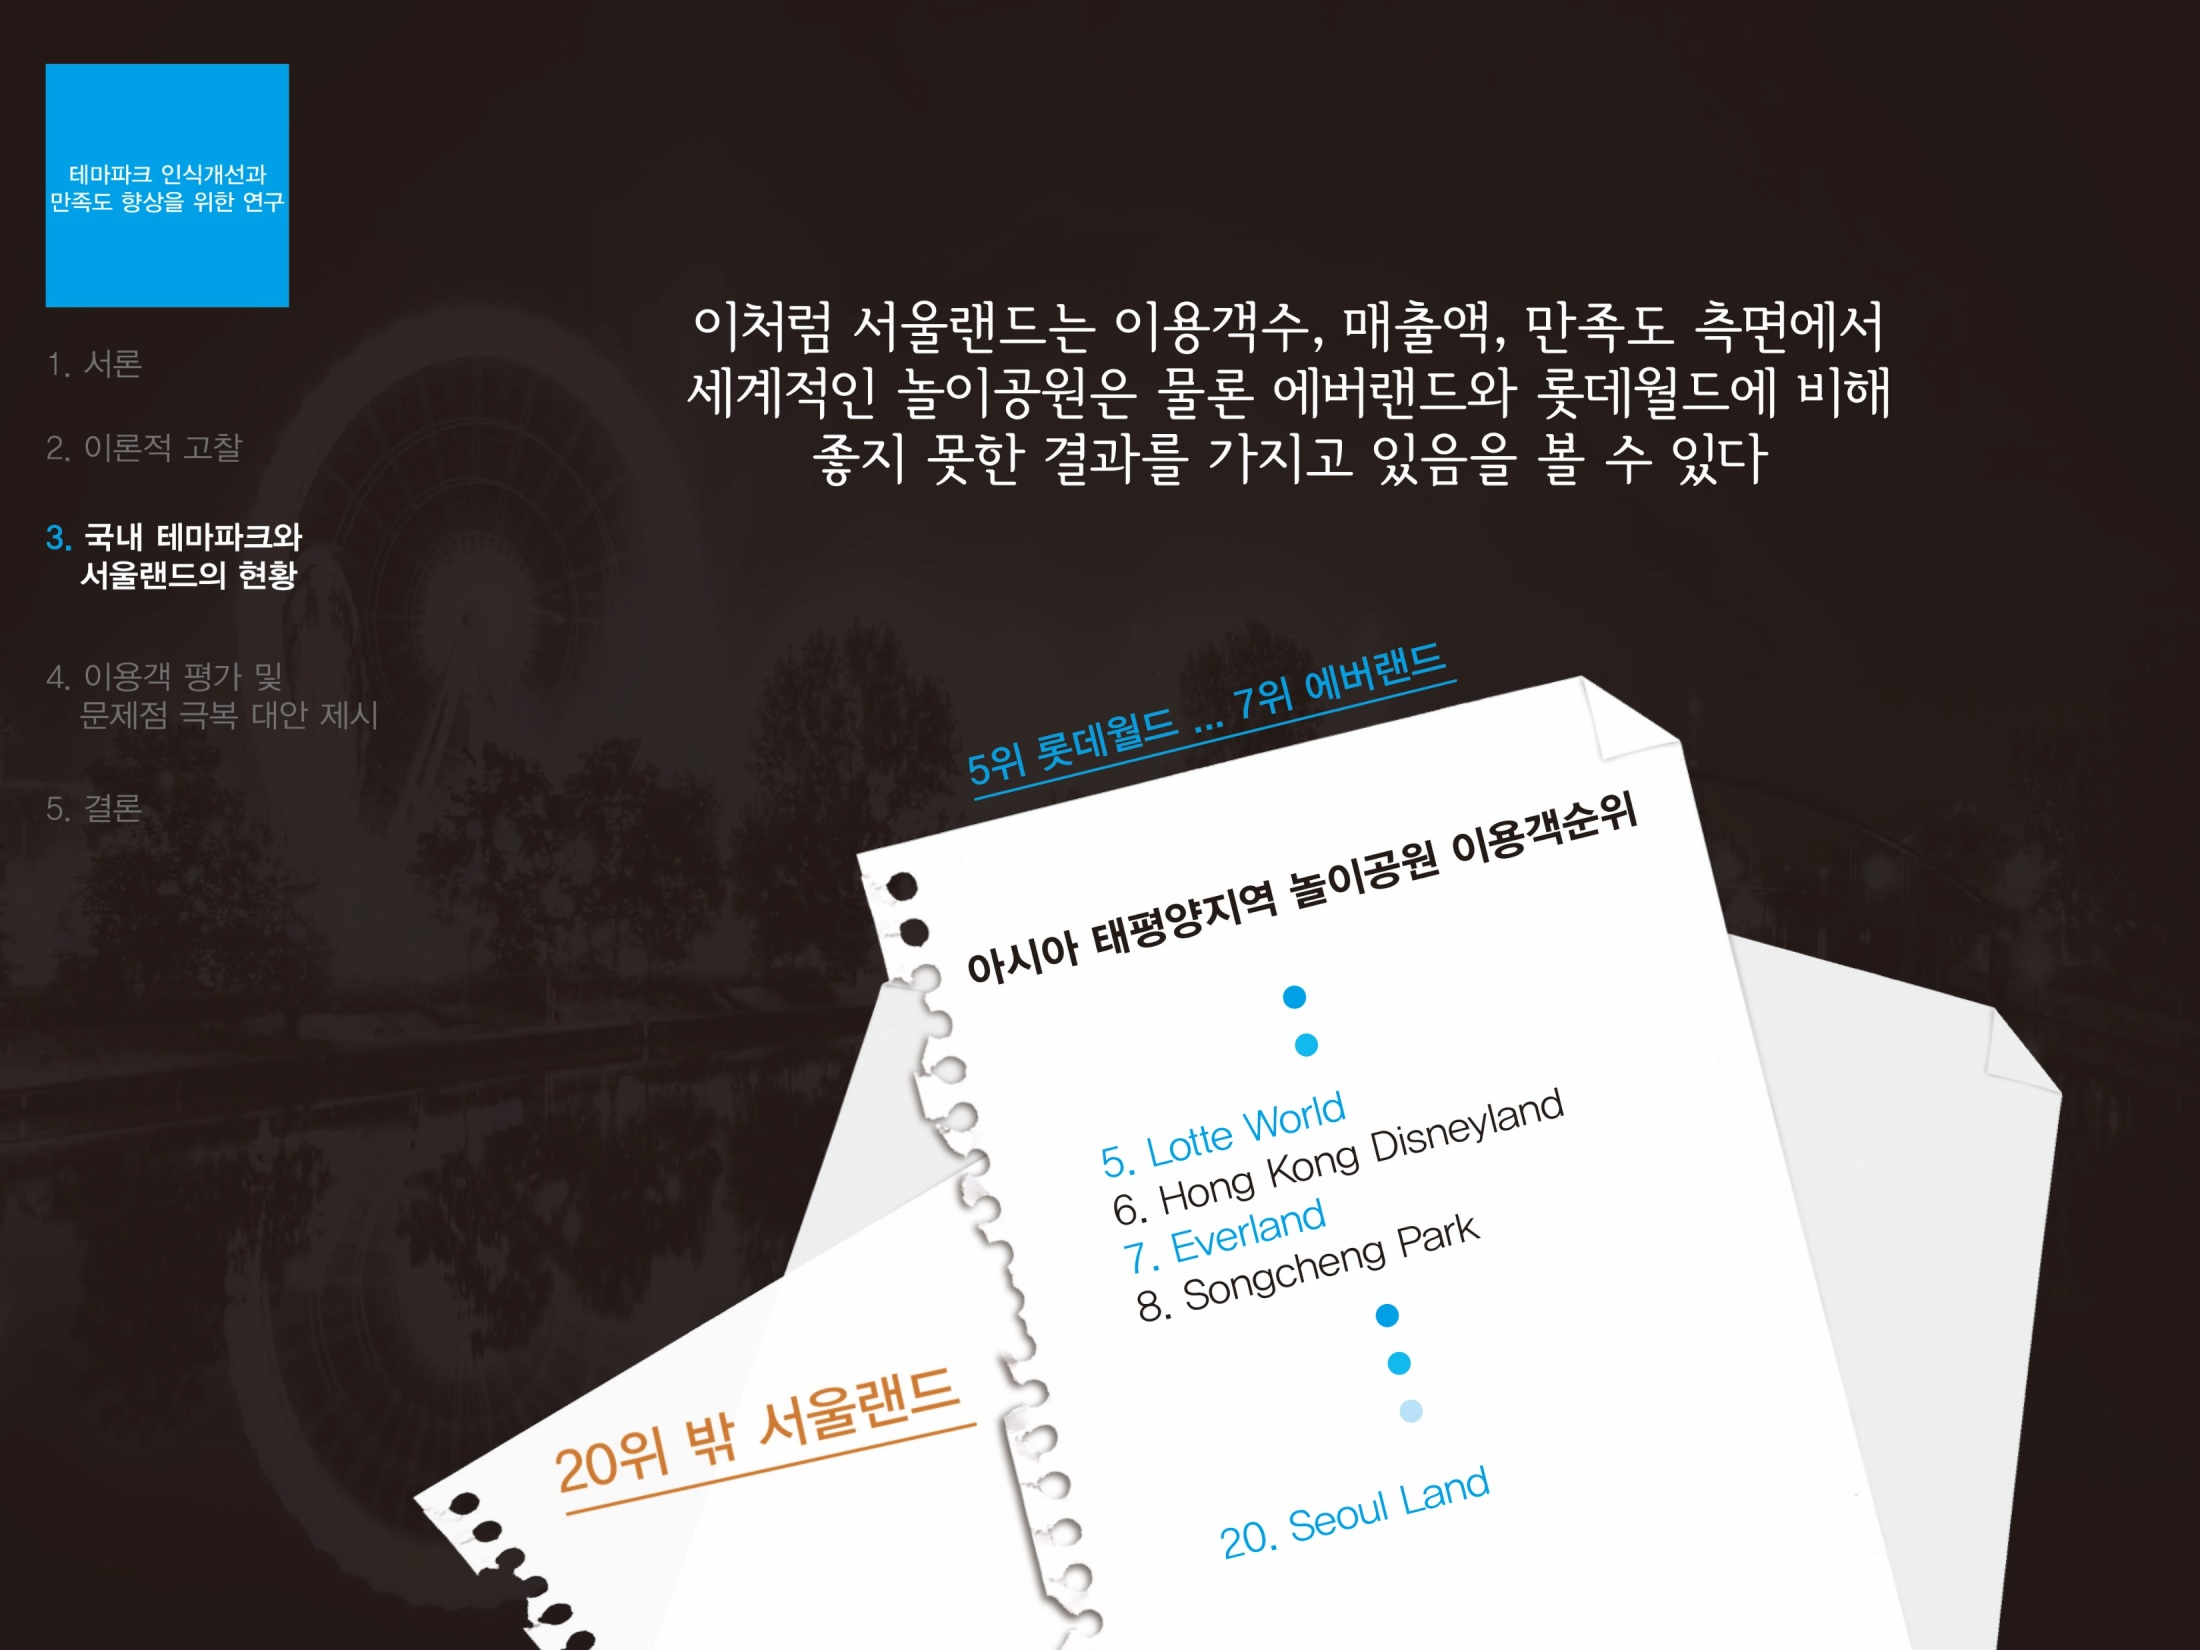 테마파크 인식개선과
만족도 향상을 위한 연구
1. 서론
2. 이론적 고찰
3. 국내 테마파크와
서울랜드의 현황
4. 이용객 평가 및
문제점 극복 대안 제시
5. 결론
이처럼 서울랜드는 이용객수, 매출액, 만족도 측면에서
세계적인 놀이공원은 물론 에버랜드와 롯데월드에 비해
좋지 못한 결과를 가지고 있음을 볼 수 있다
5위 롯데월드 ... 7위 에버랜드
아시아 태평양지역 놀이공원 이용객순위
5. Lotte World
6. Hong Kong Disneyland
7. Everland
8. Songcheng Park
20위 밖 서울랜드
20. Seoul Land